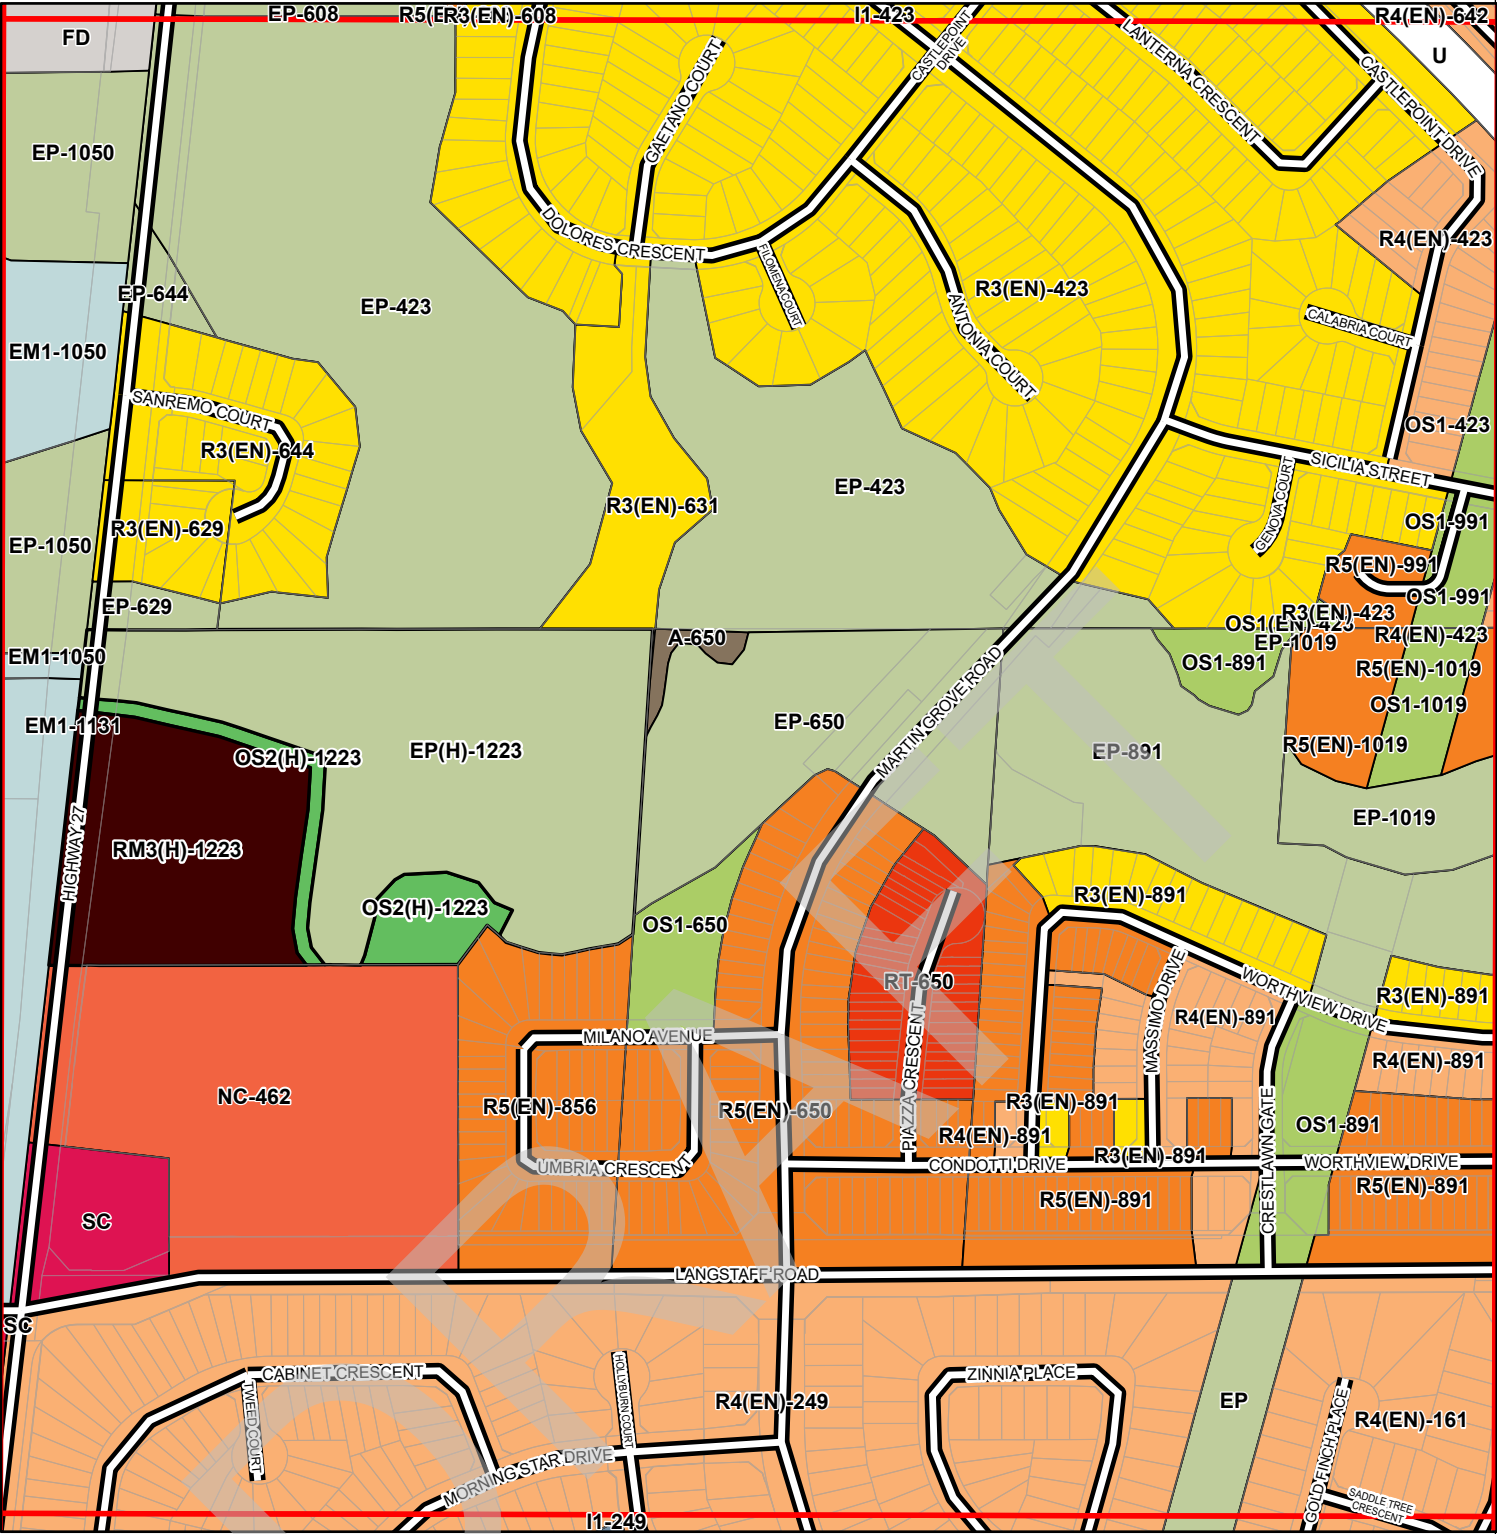 EP-608
R5(E
R3(EN)-608
I1-423
R4(EN)-642
FD
CASTLEPOINT
DRIVE
LANTERNA CRESCENT
U
GAETANO COURT
CASTLEPOINT DRIVE
EP-1050
DOLORES CRESCENT
R4(EN)-423
FILOMENA COURT
EP-644
EP-423
R3(EN)-423
ANTONIA COURT
CALABRIA COURT
EM1-1050
SANREMO COURT
OS1-423
R3(EN)-644
SICILIA STREET
EP-423
GENOVA COURT
R3(EN)-631
R3(EN)-629
OS1-991
EP-1050
R5(EN)-991
OS1-991
EP-629
R3(EN)-423
OS1(EN)-423
R4(EN)-423
A-650
EP-1019
EM1-1050
OS1-891
R5(EN)-1019
OS1-1019
EM1-1131
EP-650
MARTIN GROVE ROAD
OS2(H)-1223
EP(H)-1223
EP-891
R5(EN)-1019
EP-1019
RM3(H)-1223
HIGHWAY 27
R3(EN)-891
OS2(H)-1223
OS1-650
RT-650
WORTHVIEW DRIVE
R3(EN)-891
MASSIMO DRIVE
R4(EN)-891
MILANO AVENUE
R4(EN)-891
PIAZZA CRESCENT
NC-462
R5(EN)-856
R5(EN)-650
R3(EN)-891
OS1-891
R4(EN)-891
R3(EN)-891
CRESTLAWN GATE
UMBRIA CRESCENT
CONDOTTI DRIVE
WORTHVIEW DRIVE
R5(EN)-891
R5(EN)-891
SC
LANGSTAFF ROAD
SC
CABINET CRESCENT
TWEED COURT
HOLLYBURN COURT
ZINNIA PLACE
R4(EN)-249
EP
GOLD FINCH PLACE
R4(EN)-161
MORNING STAR DRIVE
SADDLE TREE
CRESCENT
I1-249
DRAFT